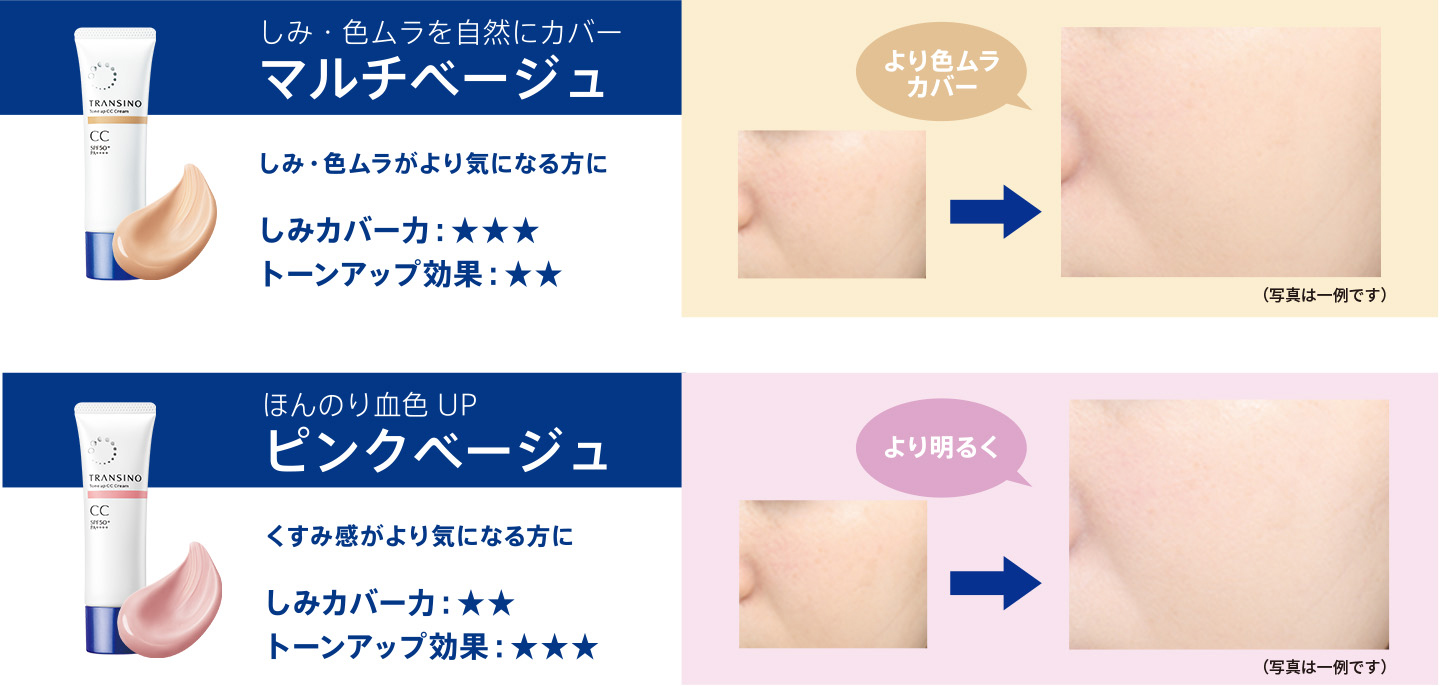 しみ・色ムラを自然にカバー
マルチベージュ
TRANSINO
Tone up CC Cream
CC
SPF50+
PA++++
しみ・色ムラがより気になる方に
しみカバー力:★★★
トーンアップ効果:★★
より色ムラ
カバー
(写真は一例です)
ほんのり血色 UP
ピンクベージュ
TRANSINO
Tone up CC Cream
CC
SPF50+
PA++++
くすみ感がより気になる方に
しみカバー力:★★
トーンアップ効果:★★★
より明るく
(写真は一例です)